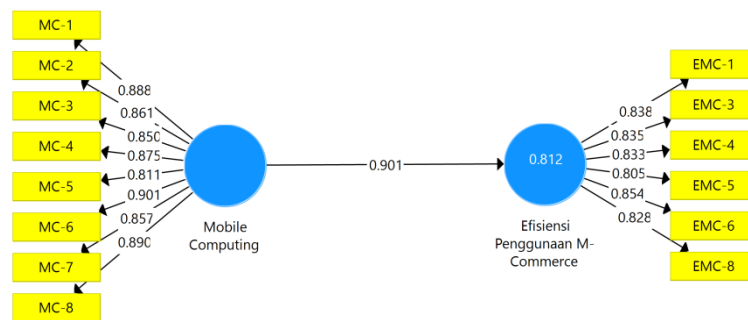 MC-1
MC-2
MC-3
MC-4
MC-5
MC-6
MC-7
MC-8
0.888
0.861
0.850
0.875
0.811
0.901
0.857
0.890
Mobile
Computing
0.901
0.812
Efisiensi
Penggunaan M-
Commerce
0.838
0.835
0.833
0.805
0.854
0.828
EMC-1
EMC-3
EMC-4
EMC-5
EMC-6
EMC-8